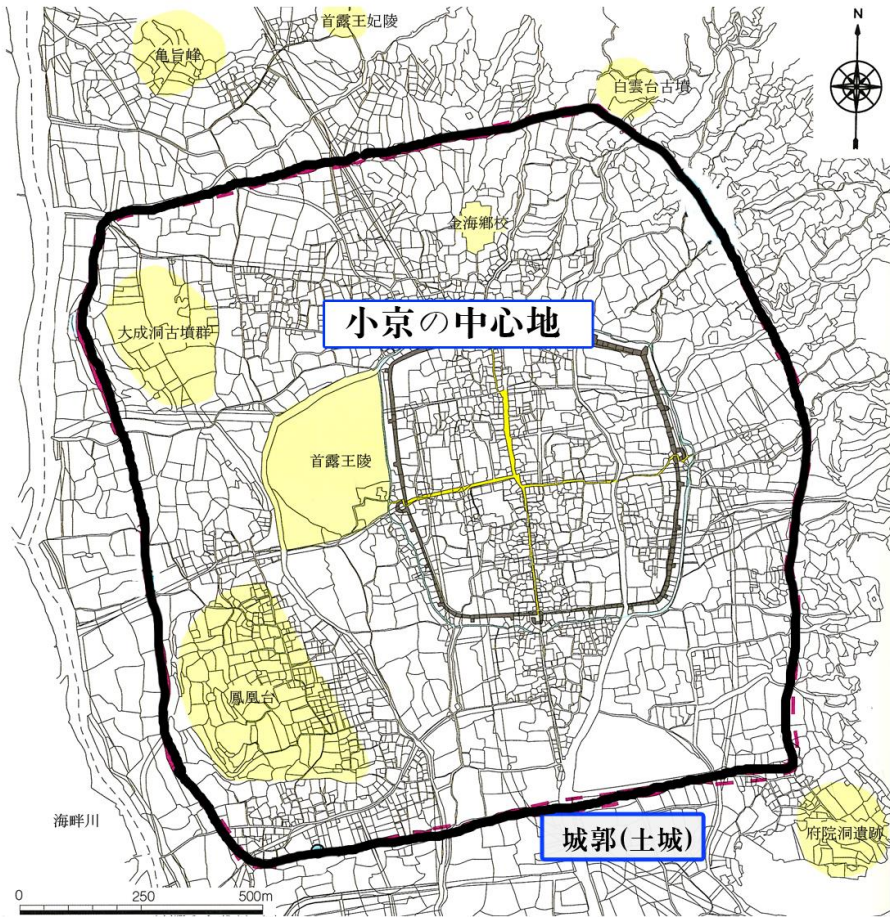 首露王妃陵
亀旨峰
N
白雲台古墳
金海郷校
小京の中心地
大成洞古墳群
首露王陵
鳳凰台
海畔川
城郭(土城)
府院洞遺跡
0 250 500m